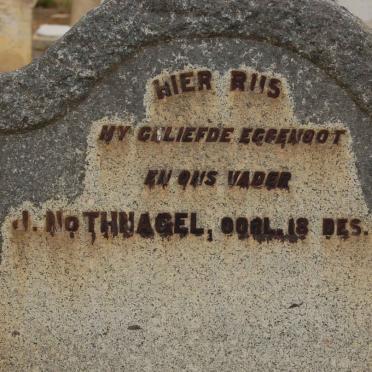 HIER RUS
MY GELIEFDE EGGENOOT
EN ONS VADER
J. NOTHNAGEL, OORL. 18 DES.